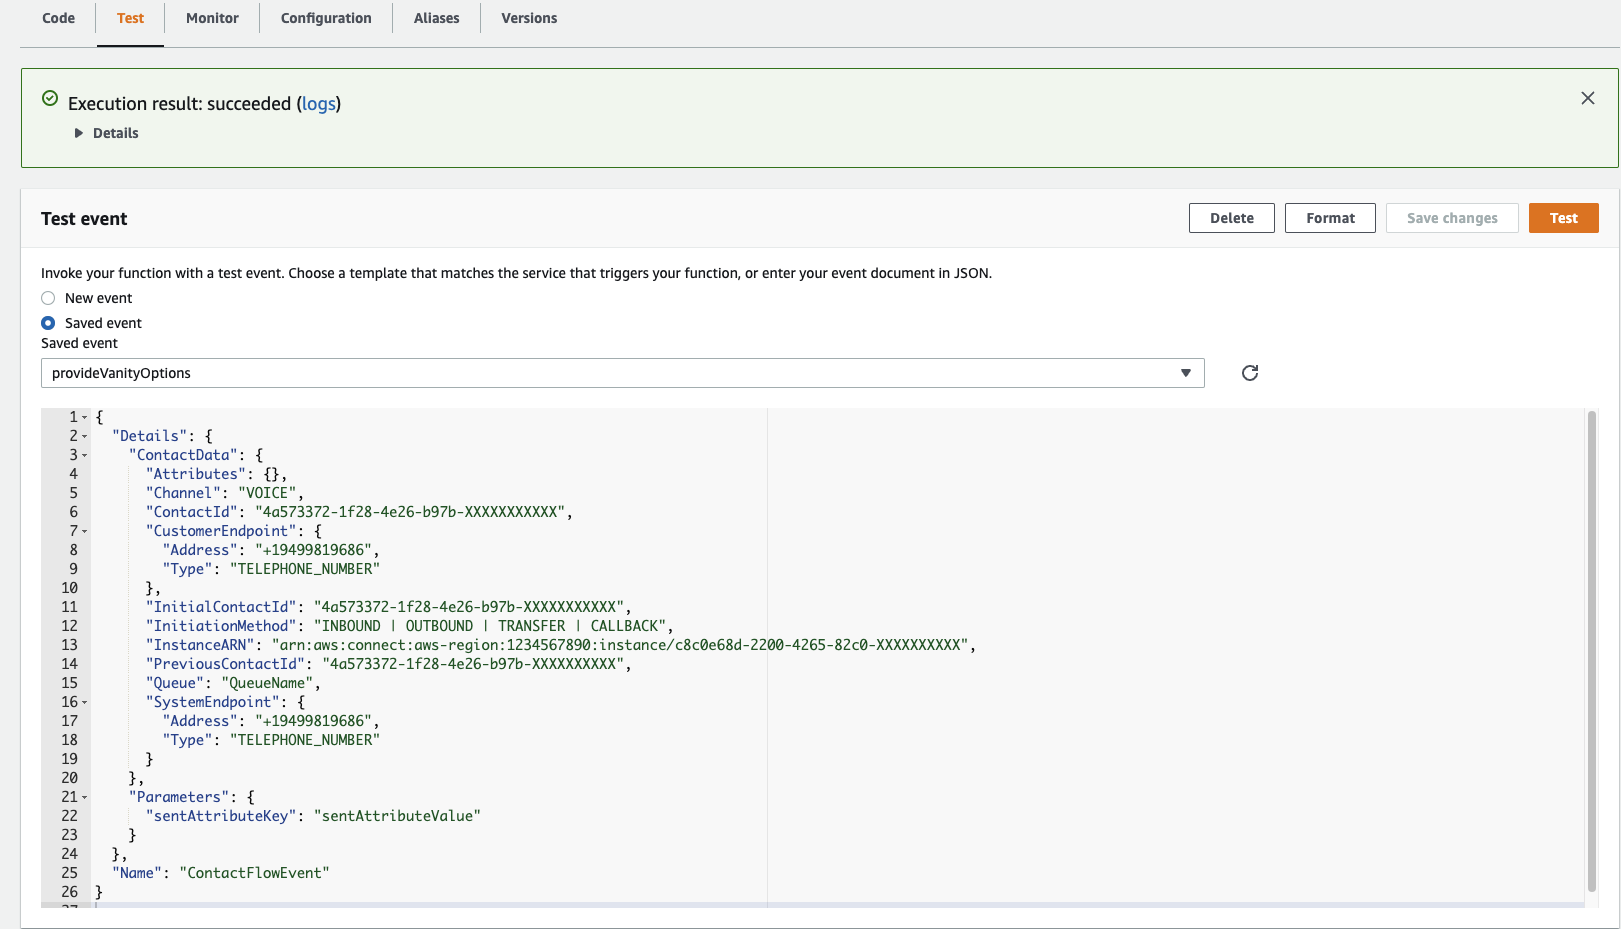 Code Test Monitor Configuration Aliases Versions
Execution result: succeeded (logs)
Details
Test event Delete Format Save changes Test
Invoke your function with a test event. Choose a template that matches the service that triggers your function, or enter your event document in JSON.
New event
Saved event
Saved event
provideVanityOptions
1 {
2 "Details": {
3 "ContactData": {
4 "Attributes": {},
5 "Channel": "VOICE",
6 "ContactId": "4a573372-1f28-4e26-b97b-XXXXXXXXXXX",
7 "CustomerEndpoint": {
8 "Address": "+19499819686",
9 "Type": "TELEPHONE_NUMBER"
10 },
11 "InitialContactId": "4a573372-1f28-4e26-b97b-XXXXXXXXXXX",
12 "InitiationMethod": "INBOUND | OUTBOUND | TRANSFER | CALLBACK",
13 "InstanceARN": "arn:aws:connect:aws-region:1234567890:instance/c8c0e68d-2200-4265-82c0-XXXXXXXXXX",
14 "PreviousContactId": "4a573372-1f28-4e26-b97b-XXXXXXXXXX",
15 "Queue": "QueueName",
16 "SystemEndpoint": {
17 "Address": "+19499819686",
18 "Type": "TELEPHONE_NUMBER"
19 }
20 },
21 "Parameters": {
22 "sentAttributeKey": "sentAttributeValue"
23 }
24 },
25 "Name": "ContactFlowEvent"
26 }
27